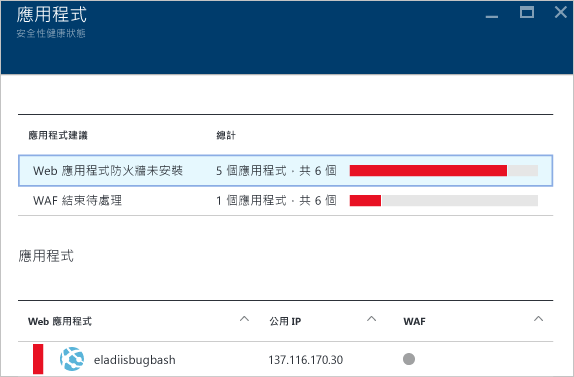 應用程式
安全性健康狀態
應用程式建議 總計
Web 應用程式防火牆未安裝 5 個應用程式，共 6 個
WAF 結束待處理 1 個應用程式，共 6 個
應用程式
Web 應用程式 公用 IP WAF
eladiisbugbash 137.116.170.30